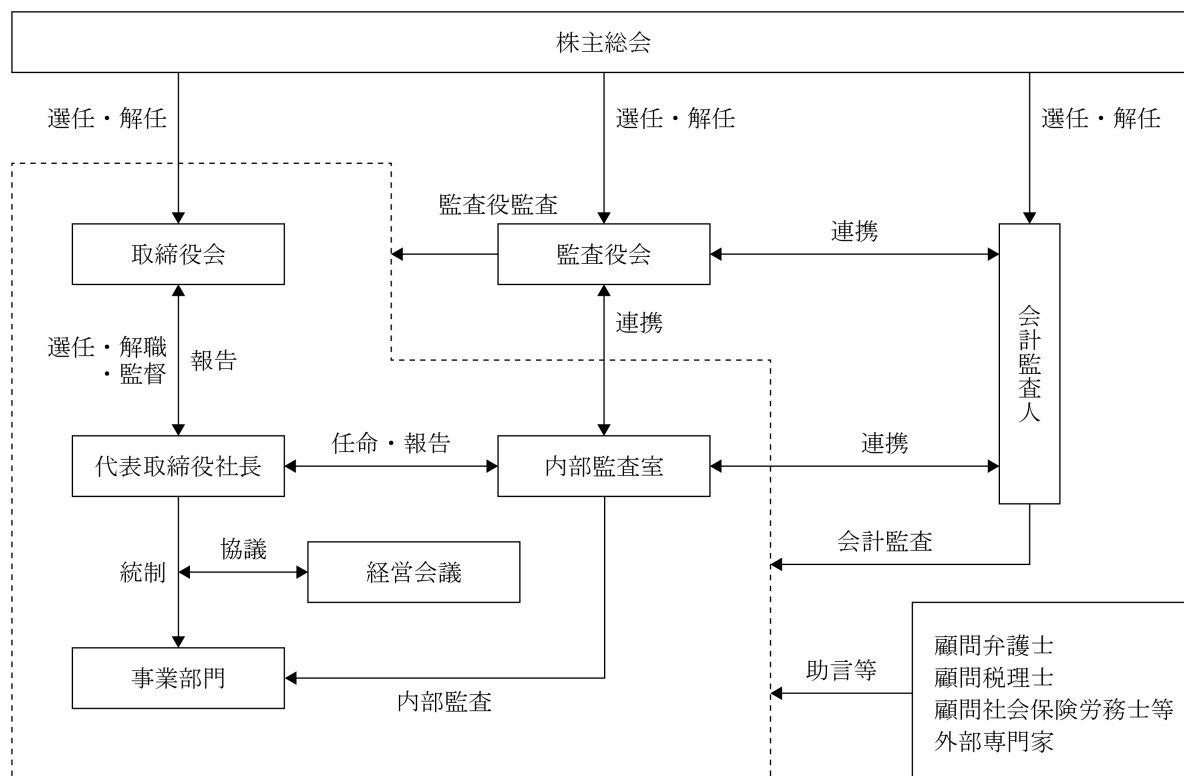 株主総会
選任・解任
選任・解任
選任・解任
監査役監査
取締役会
監査役会
連携
選任・解職
・監督
報告
連携
会計監査人
代表取締役社長
任命・報告
内部監査室
連携
協議
統制
経営会議
会計監査
事業部門
内部監査
助言等
顧問弁護士
顧問税理士
顧問社会保険労務士等
外部専門家